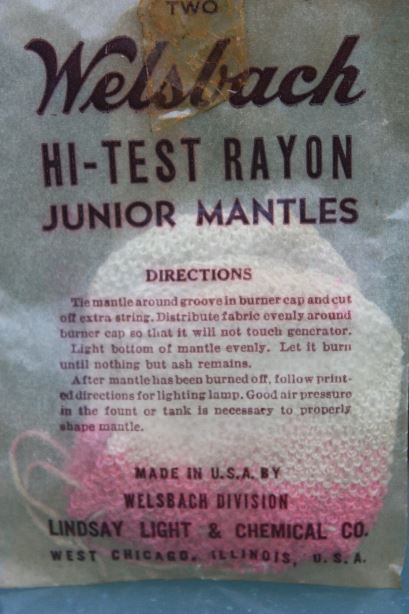 TWO
Welsbach
HI-TEST RAYON
JUNIOR MANTLES
DIRECTIONS
Tie mantle around groove in burner cap and cut
off extra string. Distribute fabric evenly around
burner cap so that it will not touch generator.
Light bottom of mantle evenly. Let it burn
until nothing but ash remains.
After mantle has been burned off, follow print-
ed directions for lighting lamp. Good air pressure
in the fount or tank is necessary to properly
shape mantle.
MADE IN U.S.A. BY
WELSBACH DIVISION
LINDSAY LIGHT & CHEMICAL CO.
WEST CHICAGO, ILLINOIS, U.S.A.